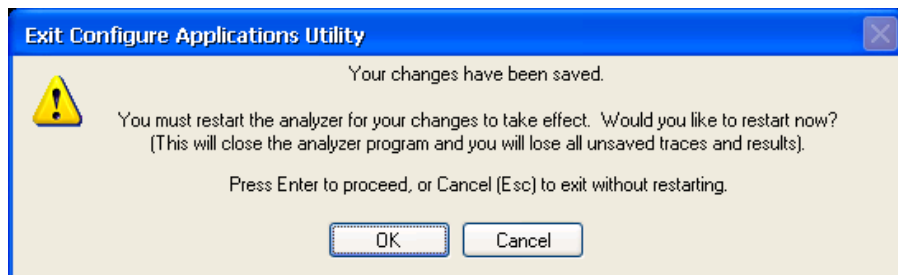 Exit Configure Applications Utility
Your changes have been saved.
You must restart the analyzer for your changes to take effect. Would you like to restart now?
(This will close the analyzer program and you will lose all unsaved traces and results).
Press Enter to proceed, or Cancel (Esc) to exit without restarting.
OK Cancel